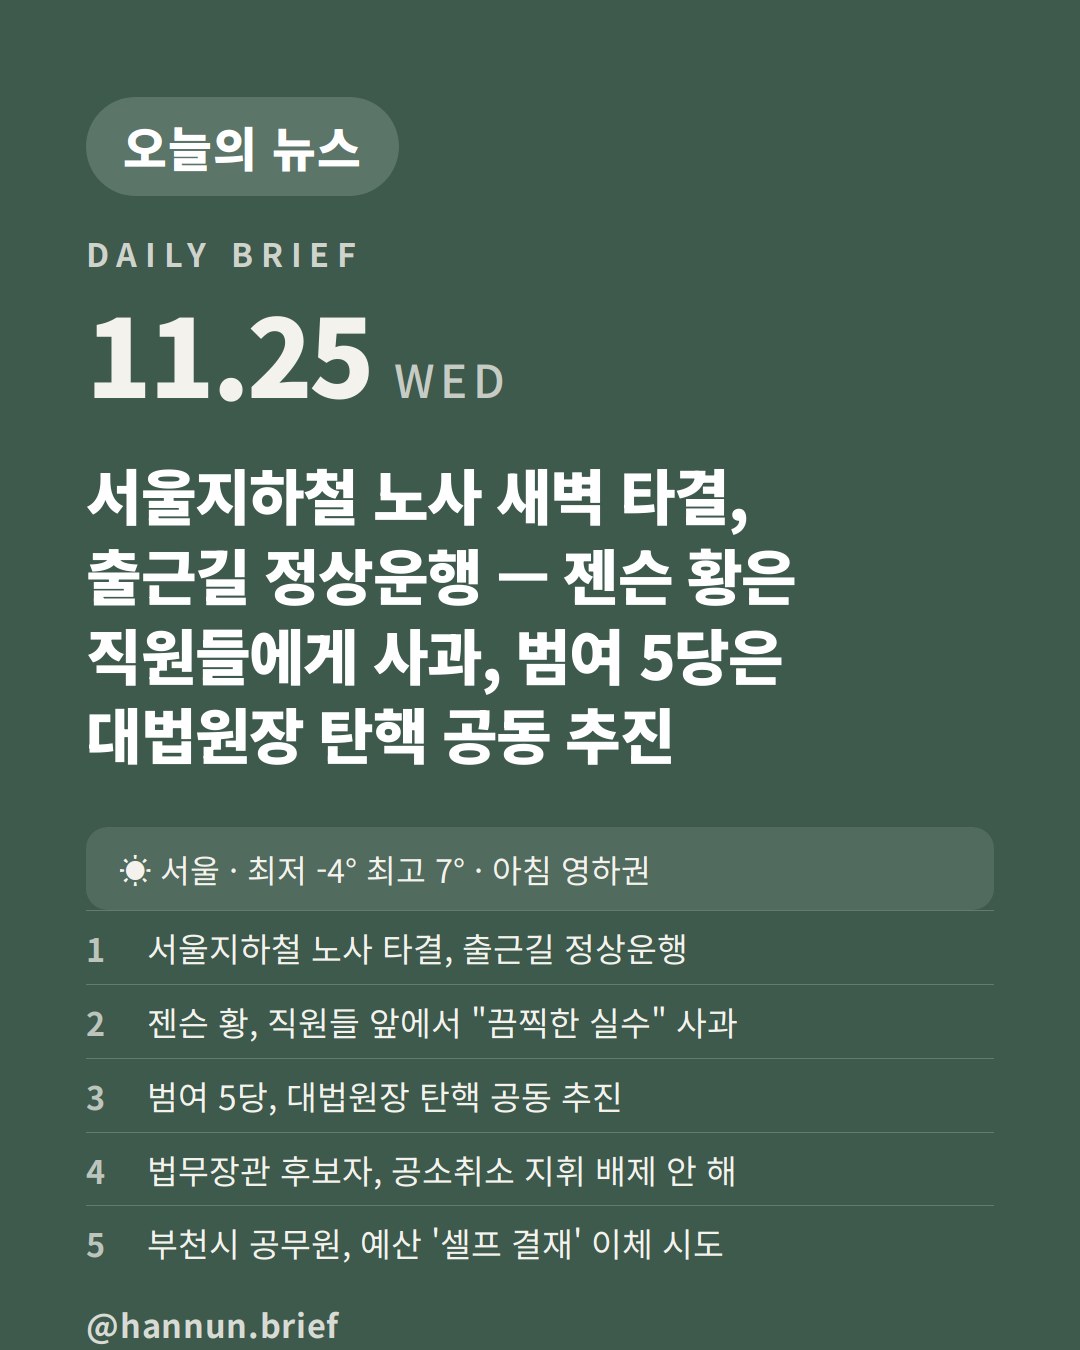 오늘의 뉴스
DAILY BRIEF
11.25 WED
서울지하철 노사 새벽 타결,
출근길 정상운행 — 젠슨 황은
직원들에게 사과, 범여 5당은
대법원장 탄핵 공동 추진
☀ 서울 · 최저 -4° 최고 7° · 아침 영하권
1 서울지하철 노사 타결, 출근길 정상운행
2 젠슨 황, 직원들 앞에서 "끔찍한 실수" 사과
3 범여 5당, 대법원장 탄핵 공동 추진
4 법무장관 후보자, 공소취소 지휘 배제 안 해
5 부천시 공무원, 예산 '셀프 결재' 이체 시도
@hannun.brief